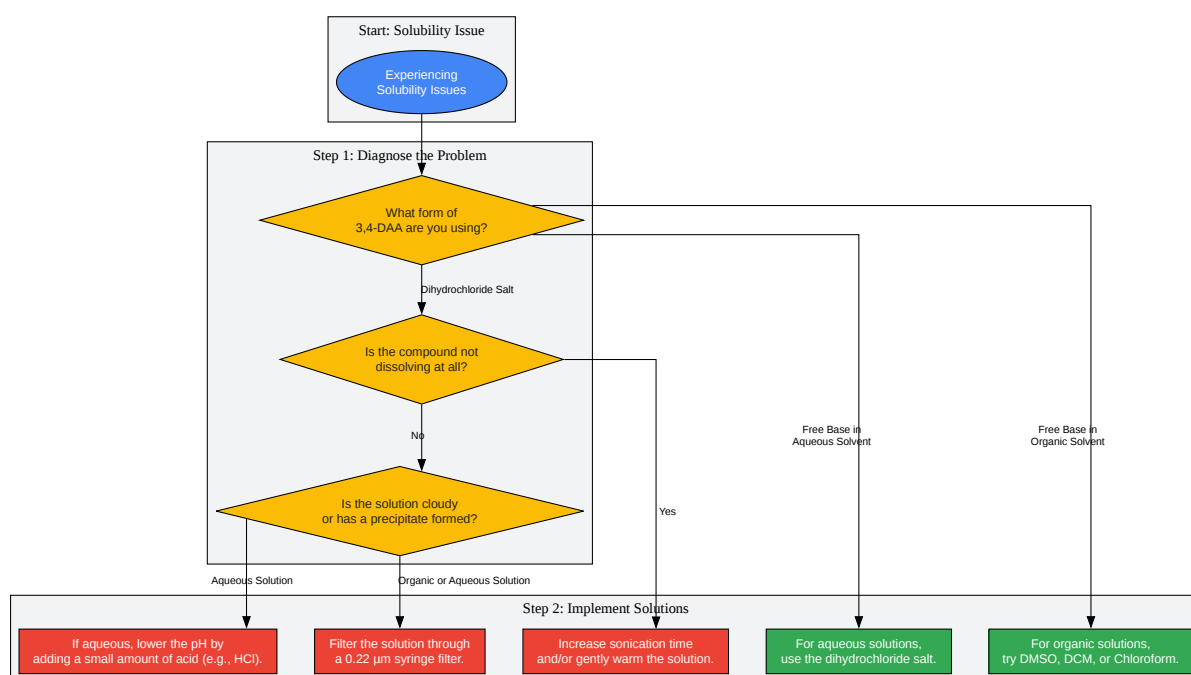 Start: Solubility Issue
Experiencing
Solubility Issues
Step 1: Diagnose the Problem
What form of
3,4-DAA are you using?
Dihydrochloride Salt
Is the compound not
dissolving at all?
No
Free Base in
Aqueous Solvent
Free Base in
Organic Solvent
Is the solution cloudy
or has a precipitate formed?
Yes
Aqueous Solution
Organic or Aqueous Solution
Step 2: Implement Solutions
If aqueous, lower the pH by
adding a small amount of acid (e.g., HCl).
Filter the solution through
a 0.22 µm syringe filter.
Increase sonication time
and/or gently warm the solution.
For aqueous solutions,
use the dihydrochloride salt.
For organic solutions,
try DMSO, DCM, or Chloroform.